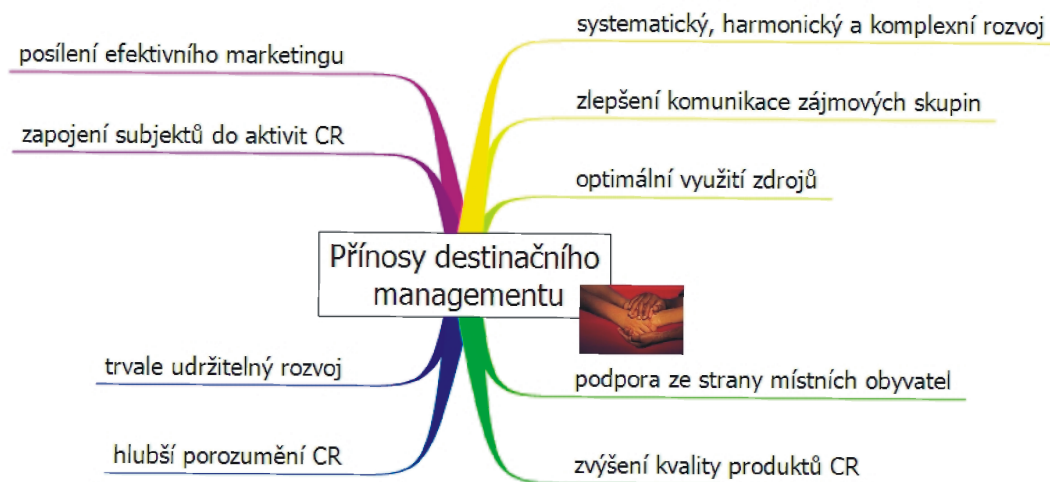 posílení efektivního marketingu
zapojení subjektů do aktivit CR
systematický, harmonický a komplexní rozvoj
zlepšení komunikace zájmových skupin
optimální využití zdrojů
Přínosy destinačního
managementu
trvale udržitelný rozvoj
hlubší porozumění CR
podpora ze strany místních obyvatel
zvýšení kvality produktů CR